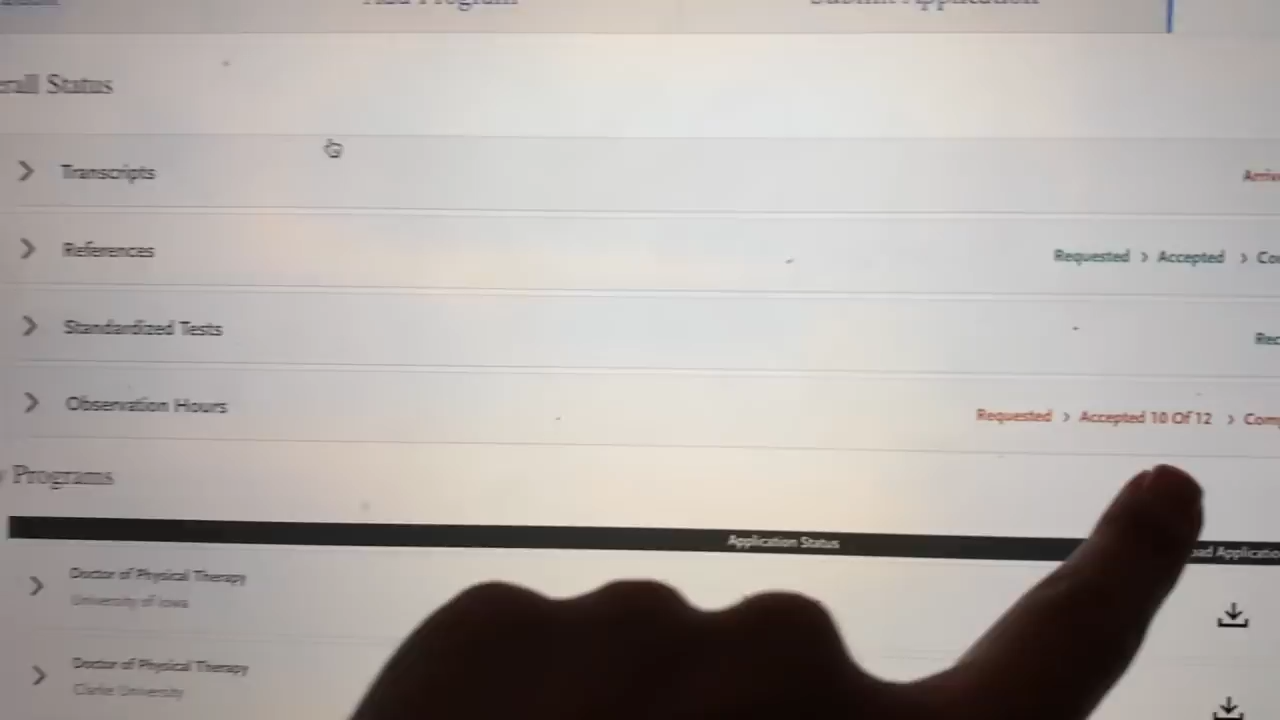 Add Program Submit Application
Status
Transcripts
References Requested > Accepted >
Standardized Tests
Observation Hours Requested > Accepted 10 Of 12 >
Programs
Application Status
Doctor of Physical Therapy
University of Iowa
Doctor of Physical Therapy
Clarke University